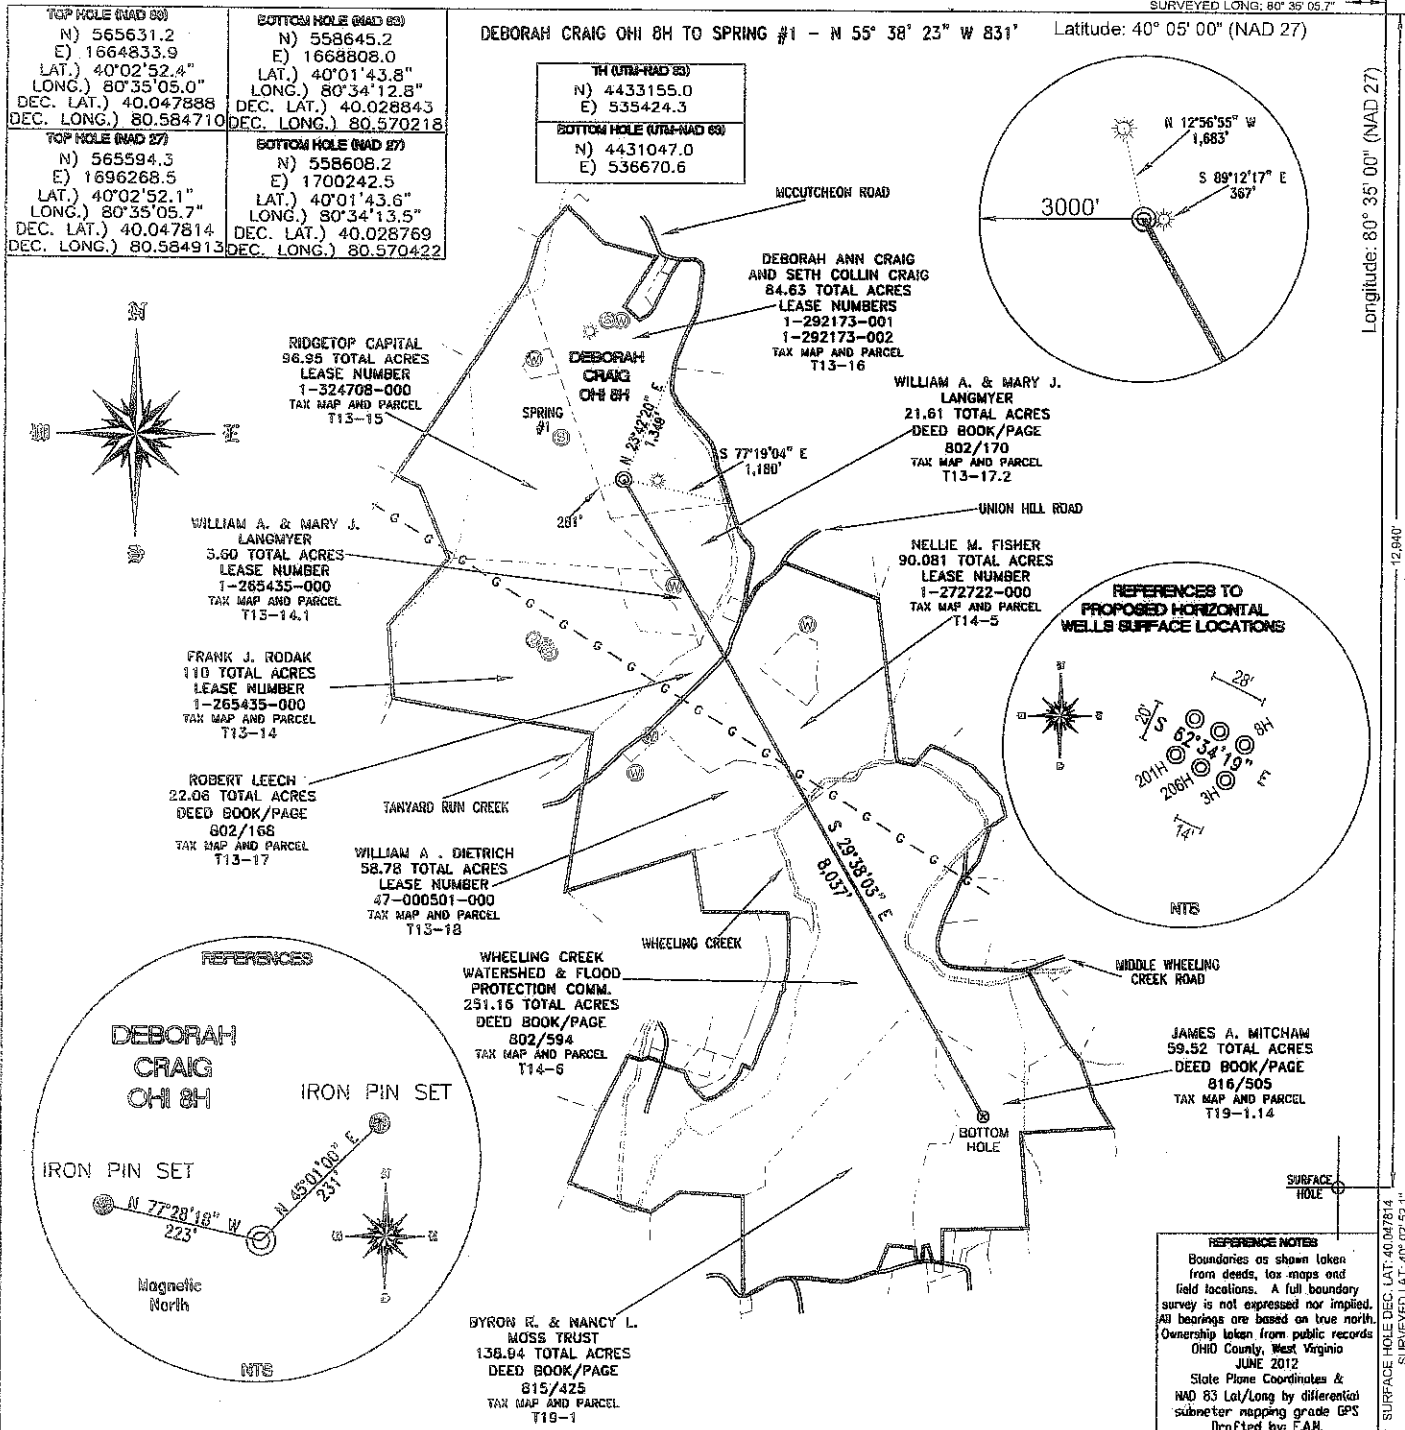 SURVEYED LONG: 80° 35' 05.7"
TOP HOLE (NAD 83)
N) 565631.2
E) 1664833.9
LAT.) 40°02'52.4"
LONG.) 80°35'05.0"
DEC. LAT.) 40.047888
DEC. LONG.) 80.584710
BOTTOM HOLE (NAD 83)
N) 558645.2
E) 1668808.0
LAT.) 40°01'43.8"
LONG.) 80°34'12.8"
DEC. LAT.) 40.028843
DEC. LONG.) 80.570218
TOP HOLE (NAD 27)
N) 565594.3
E) 1696268.5
LAT.) 40°02'52.1"
LONG.) 80°35'05.7"
DEC. LAT.) 40.047814
DEC. LONG.) 80.584913
BOTTOM HOLE (NAD 27)
N) 558608.2
E) 1700242.5
LAT.) 40°01'43.6"
LONG.) 80°34'13.5"
DEC. LAT.) 40.028769
DEC. LONG.) 80.570422
DEBORAH CRAIG OHI 8H TO SPRING #1 - N 55° 38' 23" W 831'
Latitude: 40° 05' 00" (NAD 27)
Longitude: 80° 35' 00" (NAD 27)
TH (UTM-NAD 83)
N) 4433155.0
E) 535424.3
BOTTOM HOLE (UTM-NAD 83)
N) 4431047.0
E) 536670.6
N 12°56'55" W
1,683'
S 89°12'17" E
367'
3000'
MCCUTCHEON ROAD
DEBORAH ANN CRAIG
AND SETH COLLIN CRAIG
84.63 TOTAL ACRES
LEASE NUMBERS
1-292173-001
1-292173-002
TAX MAP AND PARCEL
T13-16
N
W
E
S
RIDGETOP CAPITAL
96.95 TOTAL ACRES
LEASE NUMBER
1-324708-000
TAX MAP AND PARCEL
T13-15
S W
W
DEBORAH
CRAIG
OHI 8H
SPRING
#1
S
N 23°42'20" E
1,348'
S 77°19'04" E
1,180'
281'
WILLIAM A. & MARY J.
LANGMYER
21.61 TOTAL ACRES
DEED BOOK/PAGE
802/170
TAX MAP AND PARCEL
T13-17.2
UNION HILL ROAD
WILLIAM A. & MARY J.
LANGMYER
3.60 TOTAL ACRES
LEASE NUMBER
1-265435-000
TAX MAP AND PARCEL
T13-14.1
NELLIE M. FISHER
90.081 TOTAL ACRES
LEASE NUMBER
1-272722-000
TAX MAP AND PARCEL
T14-5
12,940'
G G G G G G G G G G G G G G G G G G
W
W
FRANK J. RODAK
110 TOTAL ACRES
LEASE NUMBER
1-265435-000
TAX MAP AND PARCEL
T13-14
REFERENCES TO
PROPOSED HORIZONTAL
WELLS SURFACE LOCATIONS
28'
20'
S 62°34'19" E
8H
201H
206H
3H
14'
NTS
ROBERT LEECH
22.06 TOTAL ACRES
DEED BOOK/PAGE
802/168
TAX MAP AND PARCEL
T13-17
W
W
TANYARD RUN CREEK
WILLIAM A . DIETRICH
58.78 TOTAL ACRES
LEASE NUMBER
47-000501-000
TAX MAP AND PARCEL
T13-18
S 29°38'03" E
8,037'
WHEELING CREEK
WHEELING CREEK
WATERSHED & FLOOD
PROTECTION COMM.
251.16 TOTAL ACRES
DEED BOOK/PAGE
802/594
TAX MAP AND PARCEL
T14-6
MIDDLE WHEELING
CREEK ROAD
JAMES A. MITCHAM
59.52 TOTAL ACRES
DEED BOOK/PAGE
816/505
TAX MAP AND PARCEL
T19-1.14
BOTTOM
HOLE
REFERENCES
DEBORAH
CRAIG
OHI 8H
IRON PIN SET
IRON PIN SET
N 45°01'00" E
231'
N 77°28'18" W
223'
Magnetic
North
NTS
SURFACE
HOLE
BYRON R. & NANCY L.
MOSS TRUST
138.94 TOTAL ACRES
DEED BOOK/PAGE
815/425
TAX MAP AND PARCEL
T19-1
REFERENCE NOTES
Boundaries as shown taken
from deeds, tax maps and
field locations. A full boundary
survey is not expressed nor implied.
All bearings are based on true north.
Ownership taken from public records
OHIO County, West Virginia
JUNE 2012
State Plane Coordinates &
NAD 83 Lat/Long by differential
submeter mapping grade GPS
Drafted by: F.A.H.
SURFACE HOLE DEC. LAT: 40.047814
SURVEYED LAT: 40° 02' 52.1"